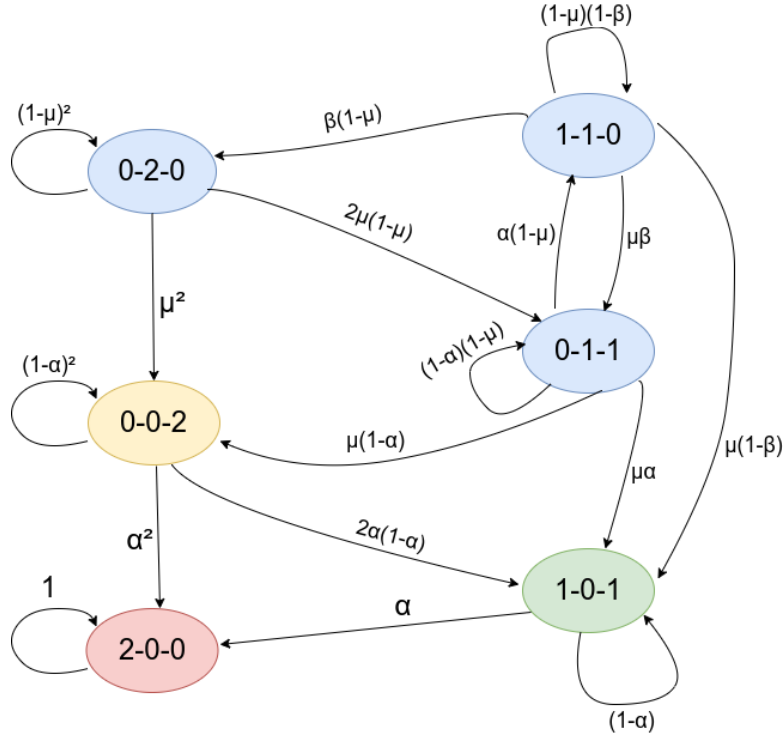 (1-μ)(1-β)
(1-μ)²
β(1-μ)
1-1-0
0-2-0
2μ(1-μ)
α(1-μ)
μβ
μ²
(1-α)(1-μ)
0-1-1
(1-α)²
0-0-2
μ(1-α)
μ(1-β)
μα
α²
2α(1-α)
1
1-0-1
α
2-0-0
(1-α)